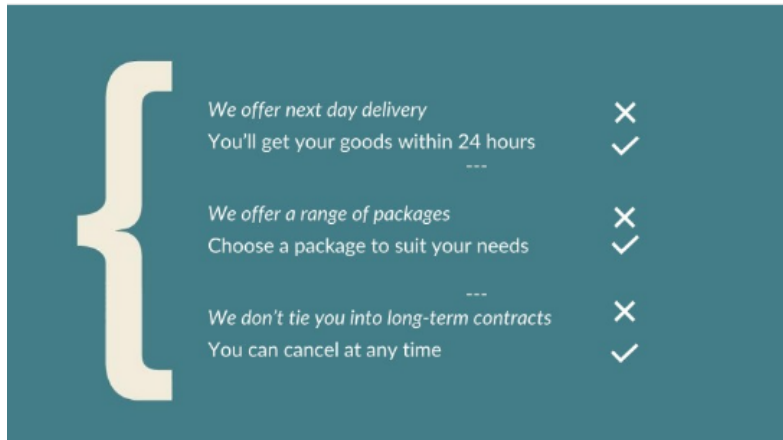 We offer next day delivery
You'll get your goods within 24 hours
---
We offer a range of packages
Choose a package to suit your needs
---
We don't tie you into long-term contracts
You can cancel at any time